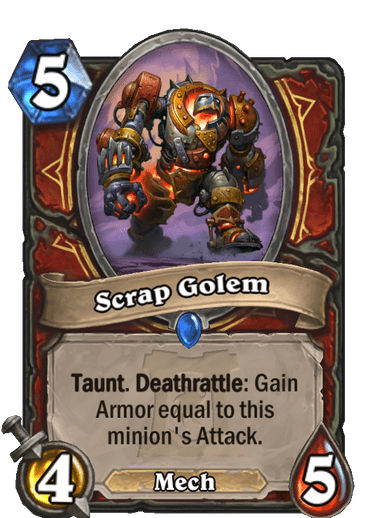 5
Scrap Golem
Taunt. Deathrattle: Gain
Armor equal to this
minion's Attack.
4
Mech
5